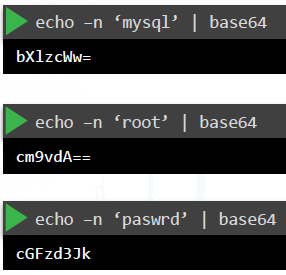 echo –n ‘mysql’ | base64
bXlzcWw=
echo –n ‘root’ | base64
cm9vdA==
echo –n ‘paswrd’ | base64
cGFzd3Jk